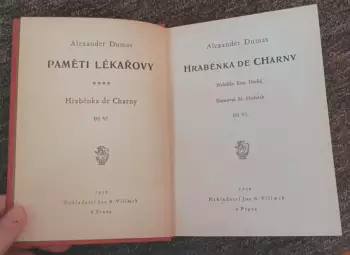 Alexander Dumas
PAMĚTI LÉKAŘOVY
****
Hraběnka de Charny
Díl VI.
Nakladatel Jos. R. Vilímek
v Praze
Alexander Dumas
HRABĚNKA DE CHARNY
Přeložila
Díl VI.
Nakladatel Jos. R. Vilímek
v Praze